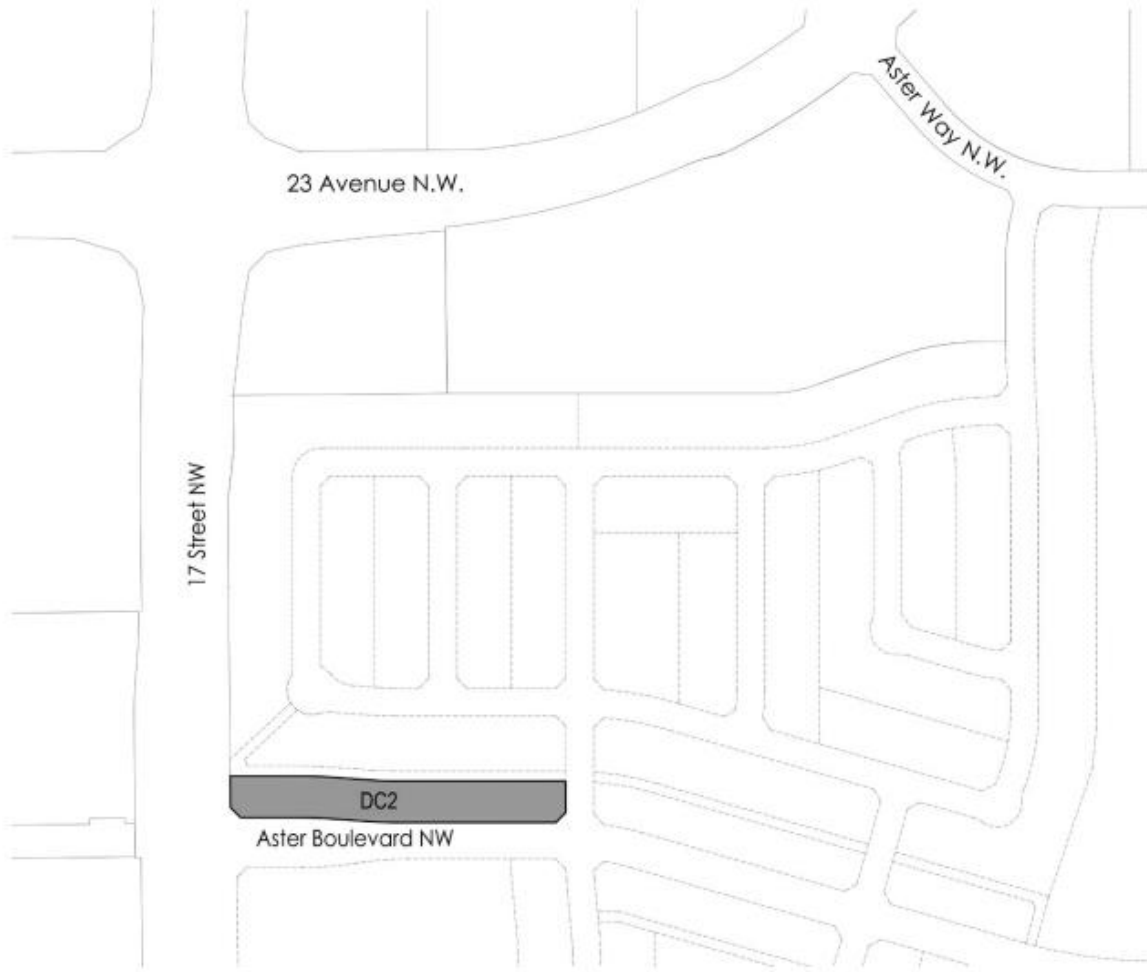 Aster Way N.W.
23 Avenue N.W.
17 Street NW
DC2
Aster Boulevard NW